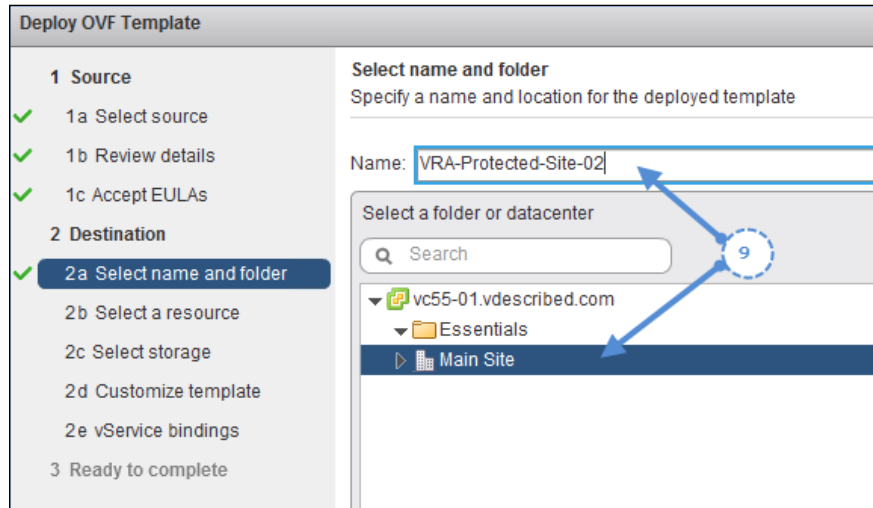 Deploy OVF Template
1 Source
1a Select source
1b Review details
1c Accept EULAs
2 Destination
2a Select name and folder
2b Select a resource
2c Select storage
2d Customize template
2e vService bindings
3 Ready to complete
Select name and folder
Specify a name and location for the deployed template
Name: VRA-Protected-Site-02
Select a folder or datacenter
Search
9
vc55-01.vdescribed.com
Essentials
Main Site